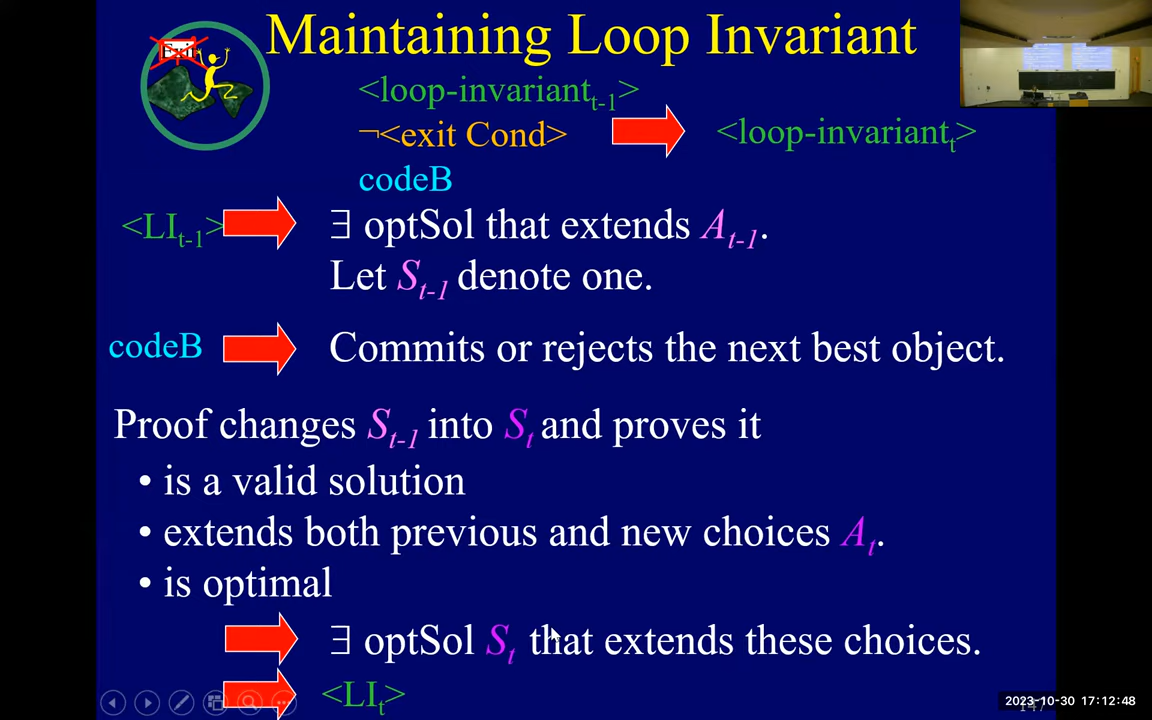 Maintaining Loop Invariant
Exit
<loop-invariantt-1>
¬<exit Cond>
<loop-invariantt>
codeB
<LIt-1>
∃ optSol that extends At-1.
Let St-1 denote one.
codeB
Commits or rejects the next best object.
Proof changes St-1 into St and proves it
• is a valid solution
• extends both previous and new choices At.
• is optimal
∃ optSol St that extends these choices.
<LIt>
2023-10-30 17:12:48